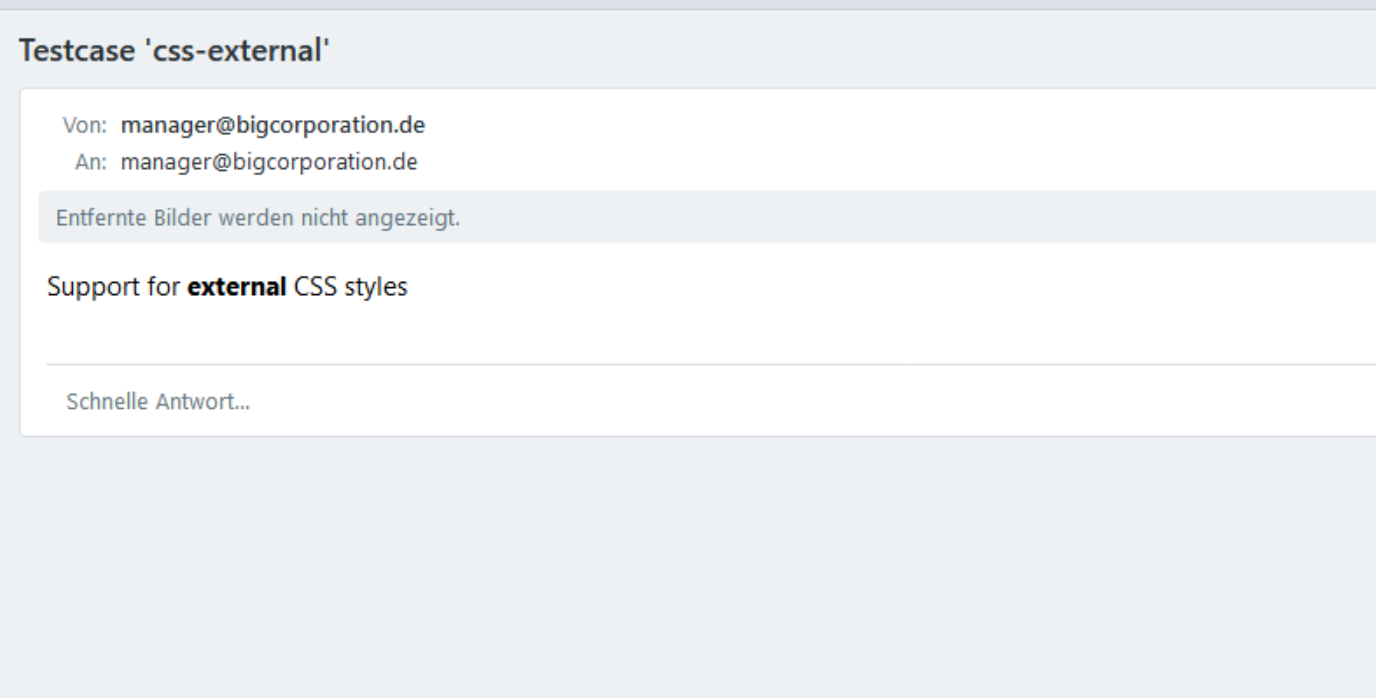 Testcase 'css-external'
Von: manager@bigcorporation.de
An: manager@bigcorporation.de
Entfernte Bilder werden nicht angezeigt.
Support for external CSS styles
Schnelle Antwort...